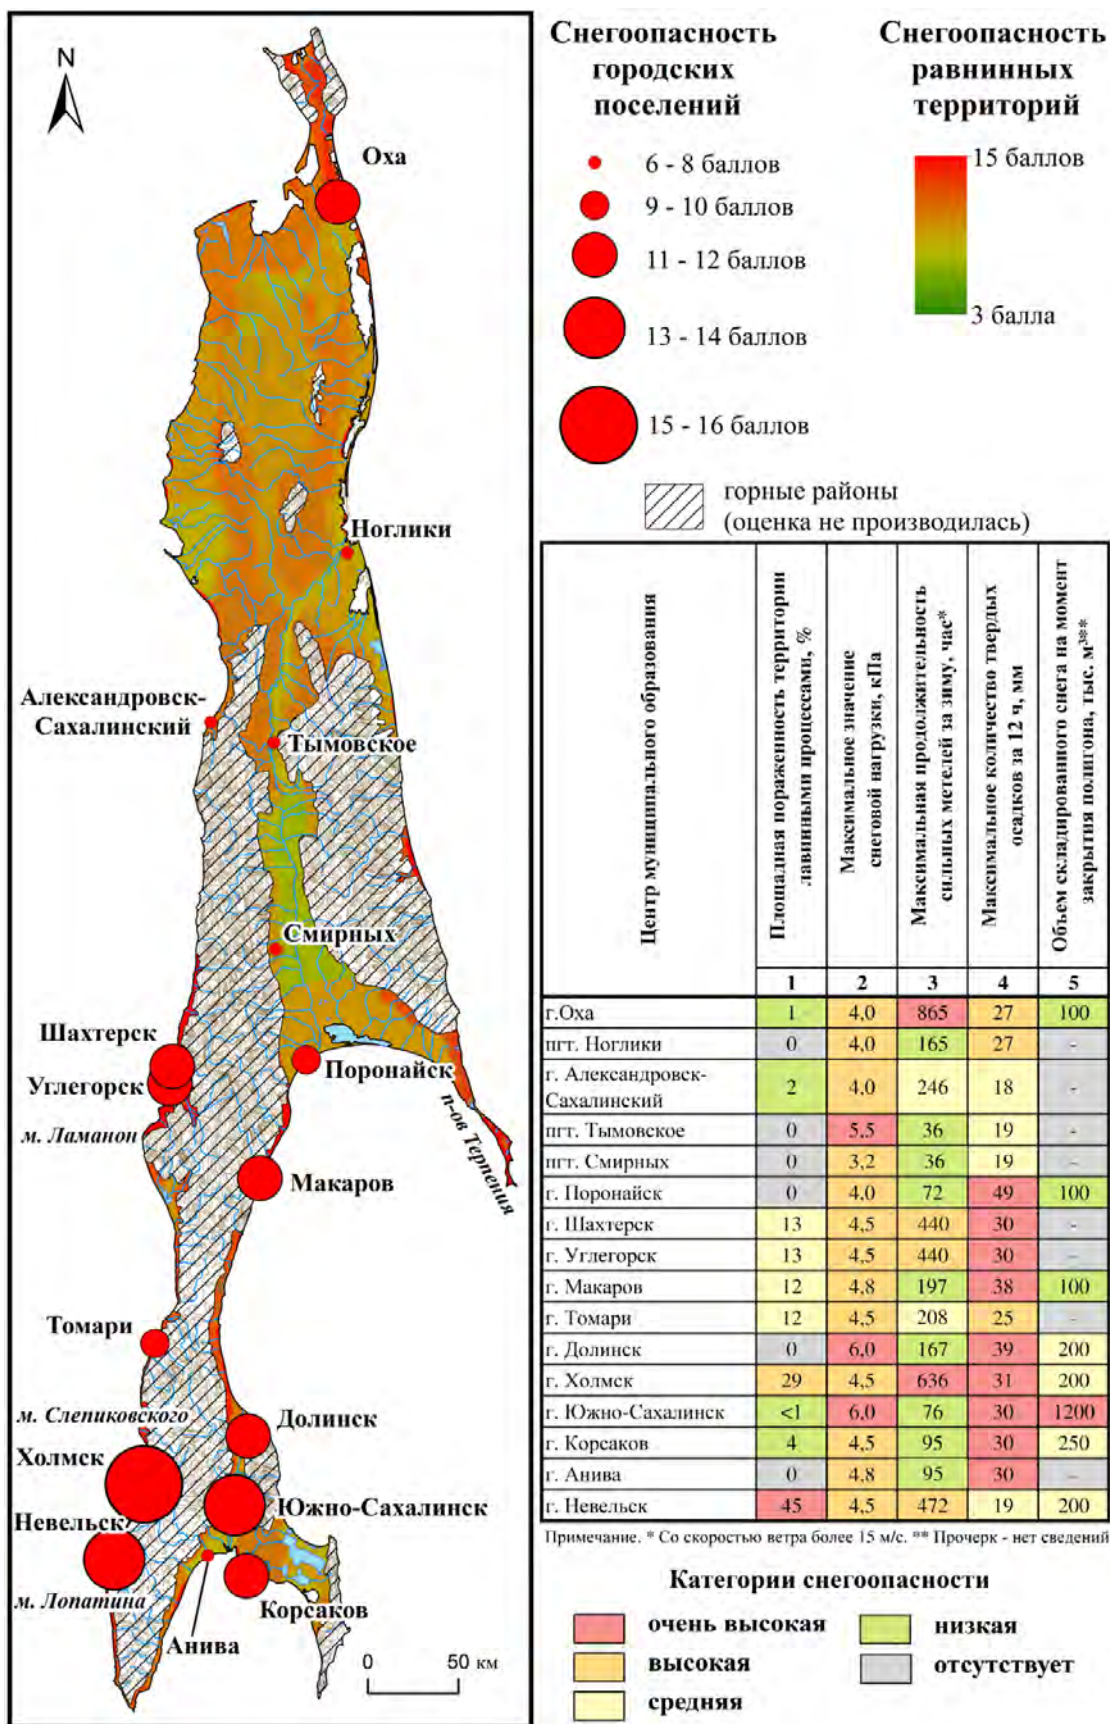 N
Оха
Ноглики
Александровск-
Сахалинский
Тымовское
Смирных
Шахтерск
Углегорск
Поронайск
м. Ламанон
п-ов Терпения
Макаров
Томари
м. Слепиковского
Долинск
Холмск
Южно-Сахалинск
Невельск
м. Лопатина
Корсаков
Анива
0 50 км
Снегоопасность
городских
поселений
6 - 8 баллов
9 - 10 баллов
11 - 12 баллов
13 - 14 баллов
15 - 16 баллов
Снегоопасность
равнинных
территорий
15 баллов
3 балла
горные районы
(оценка не производилась)
Центр муниципального образования
Площадная пораженность территории
лавинными процессами, %
Максимальное значение
снеговой нагрузки, кПа
Максимальная продолжительность
сильных метелей за зиму, час*
Максимальное количество твердых
осадков за 12 ч, мм
Объем складированного снега на момент
закрытия полигона, тыс. м³**
1 2 3 4 5
г.Оха 1 4,0 865 27 100
пгт. Ноглики 0 4,0 165 27 -
г. Александровск-
Сахалинский 2 4,0 246 18 -
пгт. Тымовское 0 5,5 36 19 -
пгт. Смирных 0 3,2 36 19 -
г. Поронайск 0 4,0 72 49 100
г. Шахтерск 13 4,5 440 30 -
г. Углегорск 13 4,5 440 30 -
г. Макаров 12 4,8 197 38 100
г. Томари 12 4,5 208 25 -
г. Долинск 0 6,0 167 39 200
г. Холмск 29 4,5 636 31 200
г. Южно-Сахалинск <1 6,0 76 30 1200
г. Корсаков 4 4,5 95 30 250
г. Анива 0 4,8 95 30 -
г. Невельск 45 4,5 472 19 200
Примечание. * Со скоростью ветра более 15 м/с. ** Прочерк - нет сведений
Категории снегоопасности
очень высокая
высокая
средняя
низкая
отсутствует